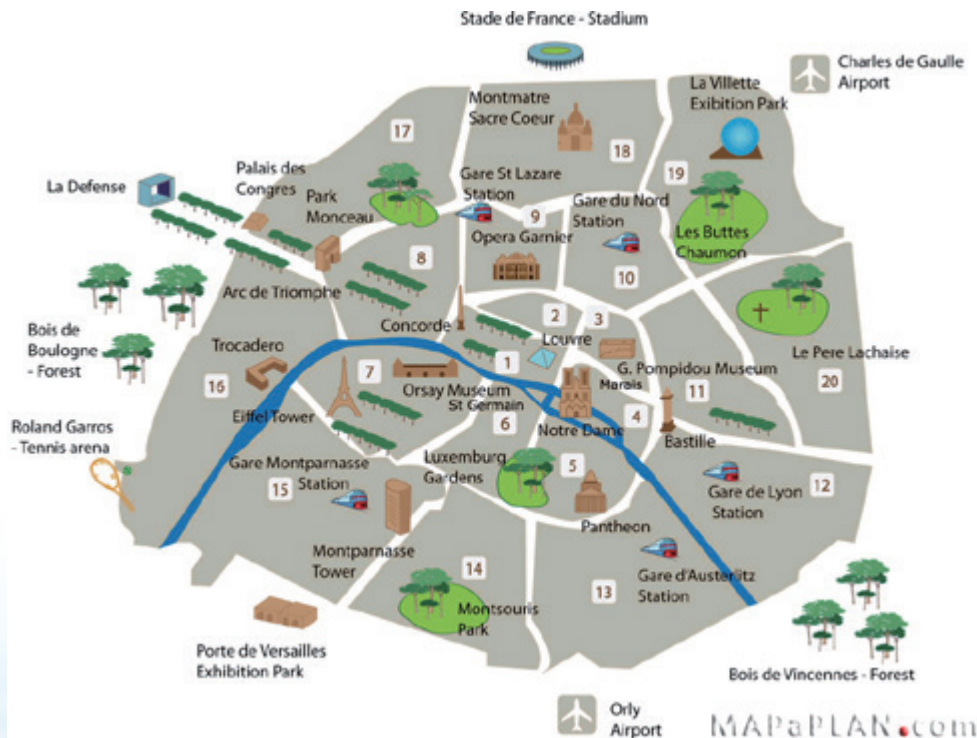 Stade de France - Stadium
Charles de Gaulle
Airport
La Villette
Exibition Park
Montmatre
Sacre Coeur
17
18
19
La Defense
Palais des
Congres
Park
Monceau
Gare St Lazare
Station
9
Gare du Nord
Station
Opera Garnier
8
10
Les Buttes
Chaumon
Arc de Triomphe
Bois de
Boulogne
- Forest
Concorde
2
3
Louvre
Trocadero
1
G. Pompidou Museum
Le Pere Lachaise
16
7
Orsay Museum
Marais
11
20
St Germain
Eiffel Tower
6
Notre Dame
4
Bastille
Roland Garros
- Tennis arena
Gare Montparnasse
Station
15
Luxemburg
Gardens
5
Pantheon
Gare de Lyon
Station
12
Montparnasse
Tower
14
Montsouris
Park
13
Gare d'Austerlitz
Station
Porte de Versailles
Exhibition Park
Bois de Vincennes - Forest
Orly
Airport
MAPaPLAN.com